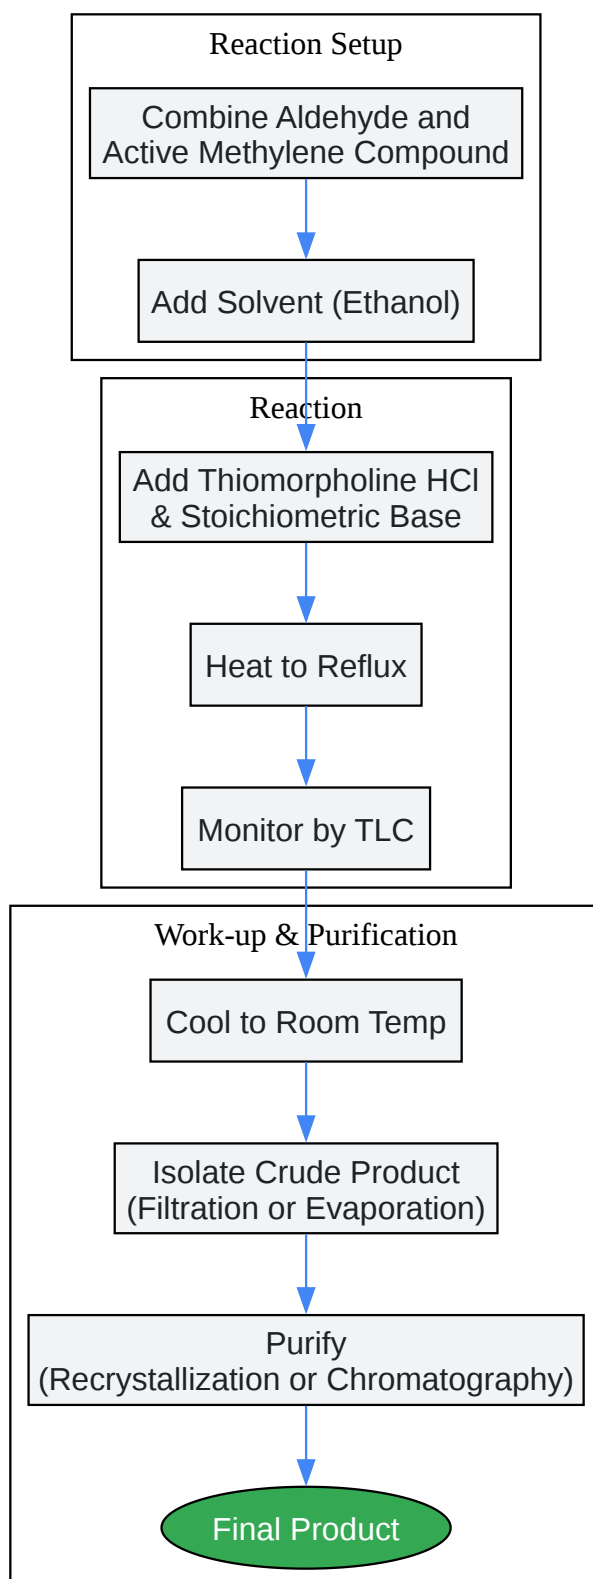 Reaction Setup
Combine Aldehyde and
Active Methylene Compound
Add Solvent (Ethanol)
Reaction
Add Thiomorpholine HCl
& Stoichiometric Base
Heat to Reflux
Monitor by TLC
Work-up & Purification
Cool to Room Temp
Isolate Crude Product
(Filtration or Evaporation)
Purify
(Recrystallization or Chromatography)
Final Product